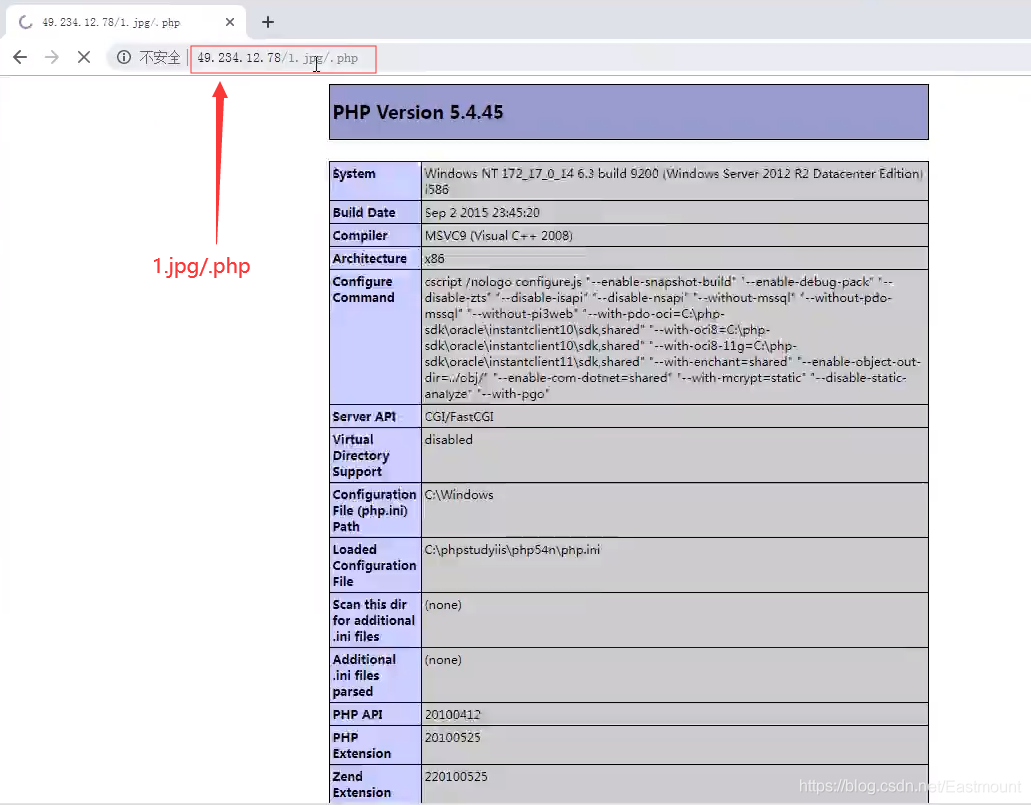 49.234.12.78/1.jpg/.php
不安全
49.234.12.78/1.jpg/.php
1.jpg/.php
PHP Version 5.4.45
System
Windows NT 172_17_0_14 6.3 build 9200 (Windows Server 2012 R2 Datacenter Edition)
i586
Build Date
Sep 2 2015 23:45:20
Compiler
MSVC9 (Visual C++ 2008)
Architecture
x86
Configure
Command
cscript /nologo configure.js "--enable-snapshot-build" "--enable-debug-pack" "--
disable-zts" "--disable-isapi" "--disable-nsapi" "--without-mssql" "--without-pdo-
mssql" "--without-pi3web" "--with-pdo-oci=C:\php-
sdk\oracle\instantclient10\sdk,shared" "--with-oci8=C:\php-
sdk\oracle\instantclient10\sdk,shared" "--with-oci8-11g=C:\php-
sdk\oracle\instantclient11\sdk,shared" "--with-enchant=shared" "--enable-object-out-
dir=../obj/" "--enable-com-dotnet=shared" "--with-mcrypt=static" "--disable-static-
analyze" "--with-pgo"
Server API
CGI/FastCGI
Virtual
Directory
Support
disabled
Configuration
File (php.ini)
Path
C:\Windows
Loaded
Configuration
File
C:\phpstudyiis\php54n\php.ini
Scan this dir
for additional
.ini files
(none)
Additional
.ini files
parsed
(none)
PHP API
20100412
PHP
Extension
20100525
Zend
Extension
220100525
https://blog.csdn.net/Eastmount